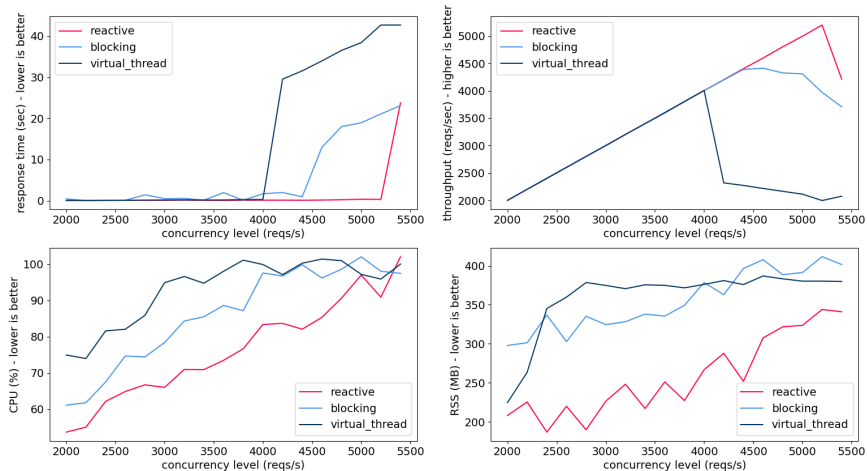 response time (sec) - lower is better
40
30
20
10
0
reactive
blocking
virtual_thread
2000 2500 3000 3500 4000 4500 5000 5500
concurrency level (reqs/s)
throughput (reqs/sec) - higher is better
5000
4500
4000
3500
3000
2500
2000
reactive
blocking
virtual_thread
2000 2500 3000 3500 4000 4500 5000 5500
concurrency level (reqs/s)
CPU (%) - lower is better
100
90
80
70
60
reactive
blocking
virtual_thread
2000 2500 3000 3500 4000 4500 5000 5500
concurrency level (reqs/s)
RSS (MB) - lower is better
400
350
300
250
200
reactive
blocking
virtual_thread
2000 2500 3000 3500 4000 4500 5000 5500
concurrency level (reqs/s)